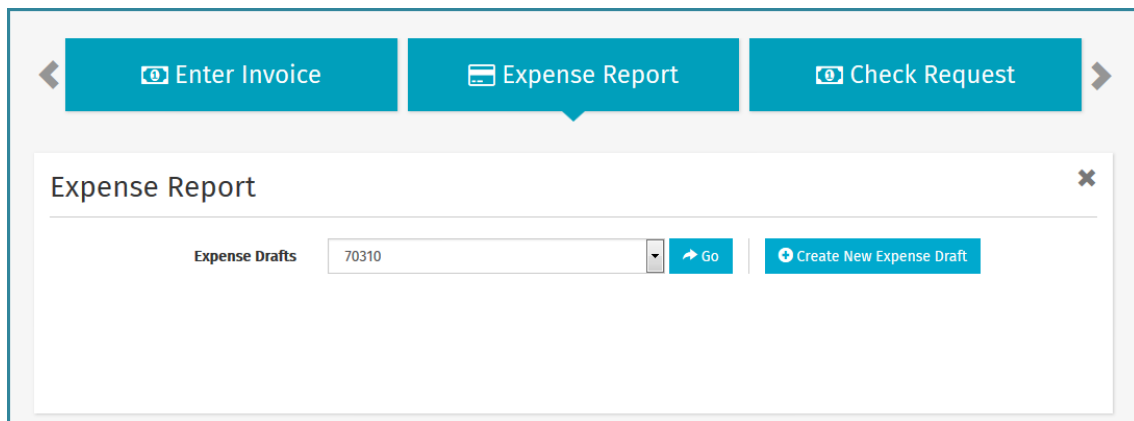 Enter Invoice
Expense Report
Check Request
Expense Report
Expense Drafts
70310
Go
Create New Expense Draft